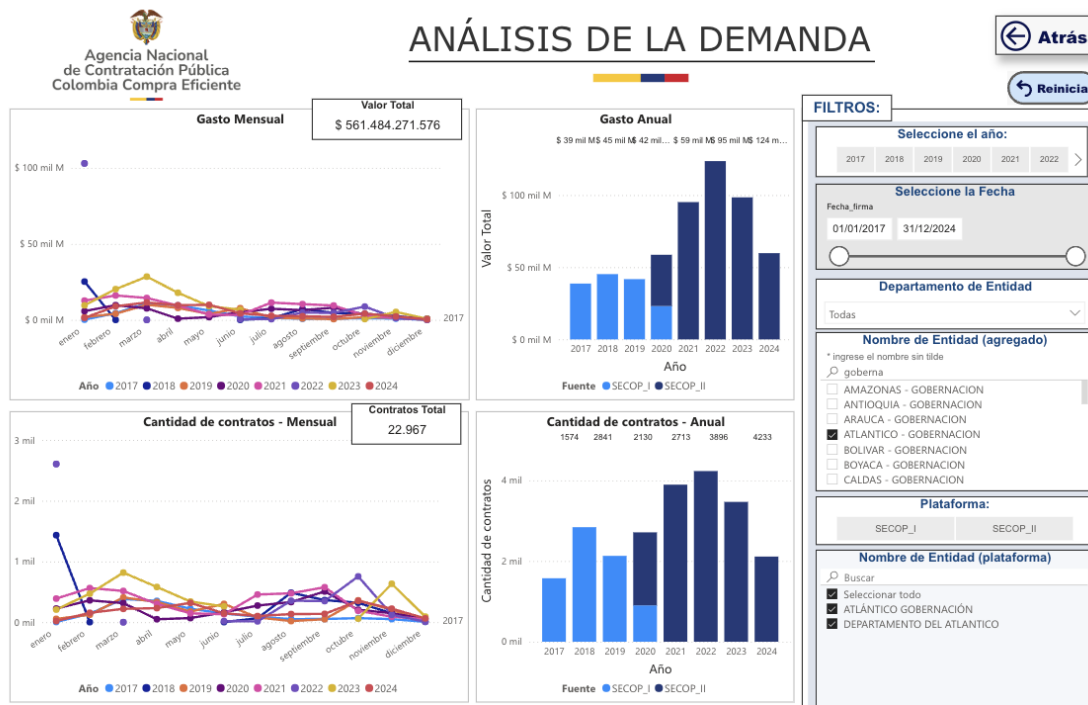 Agencia Nacional
de Contratación Pública
Colombia Compra Eficiente
ANÁLISIS DE LA DEMANDA
Atrás
Reinicia
Gasto Mensual
Valor Total
$ 561.484.271.576
$ 100 mil M
$ 50 mil M
$ 0 mil M
2017
enero
febrero
marzo
abril
mayo
junio
julio
agosto
septiembre
octubre
noviembre
diciembre
Año 2017 2018 2019 2020 2021 2022 2023 2024
Gasto Anual
$ 39 mil M $ 45 mil M $ 42 mil... $ 59 mil M $ 95 mil M $ 124 m...
Valor Total
$ 100 mil M
$ 50 mil M
$ 0 mil M
2017 2018 2019 2020 2021 2022 2023 2024
Año
Fuente SECOP_I SECOP_II
Cantidad de contratos - Mensual
Contratos Total
22.967
3 mil
2 mil
1 mil
0 mil
2017
enero
febrero
marzo
abril
mayo
junio
julio
agosto
septiembre
octubre
noviembre
diciembre
Año 2017 2018 2019 2020 2021 2022 2023 2024
Cantidad de contratos - Anual
1574 2841 2130 2713 3896 4233
Cantidad de contratos
4 mil
2 mil
0 mil
2017 2018 2019 2020 2021 2022 2023 2024
Año
Fuente SECOP_I SECOP_II
FILTROS:
Seleccione el año:
2017 2018 2019 2020 2021 2022
Seleccione la Fecha
Fecha_firma
01/01/2017 31/12/2024
Departamento de Entidad
Todas
Nombre de Entidad (agregado)
* ingrese el nombre sin tilde
goberna
AMAZONAS - GOBERNACION
ANTIOQUIA - GOBERNACION
ARAUCA - GOBERNACION
ATLANTICO - GOBERNACION
BOLIVAR - GOBERNACION
BOYACA - GOBERNACION
CALDAS - GOBERNACION
Plataforma:
SECOP_I SECOP_II
Nombre de Entidad (plataforma)
Buscar
Seleccionar todo
ATLÁNTICO GOBERNACIÓN
DEPARTAMENTO DEL ATLANTICO